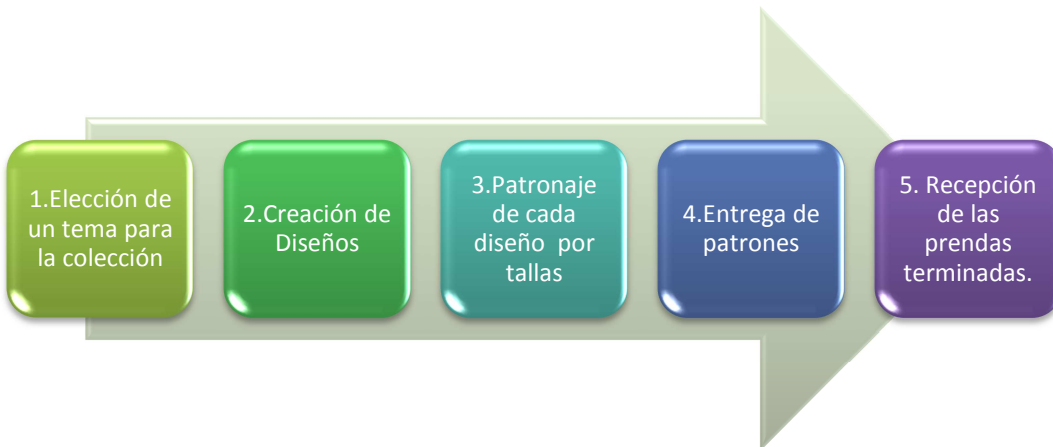 1.Elección de
un tema para
la colección
2.Creación de
Diseños
3.Patronaje
de cada
diseño por
tallas
4.Entrega de
patrones
5. Recepción
de las
prendas
terminadas.